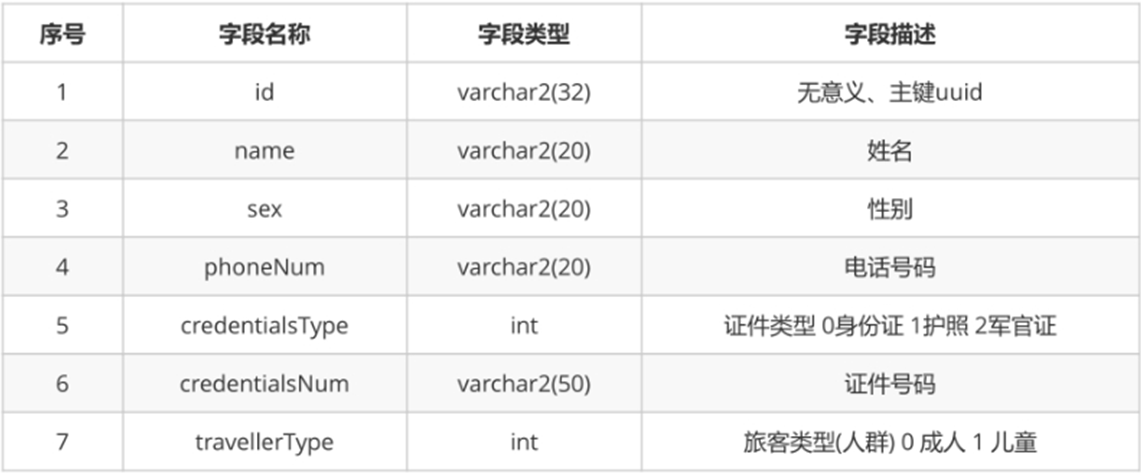 序号 字段名称 字段类型 字段描述
1 id varchar2(32) 无意义、主键uuid
2 name varchar2(20) 姓名
3 sex varchar2(20) 性别
4 phoneNum varchar2(20) 电话号码
5 credentialsType int 证件类型 0身份证 1护照 2军官证
6 credentialsNum varchar2(50) 证件号码
7 travellerType int 旅客类型(人群) 0 成人 1 儿童